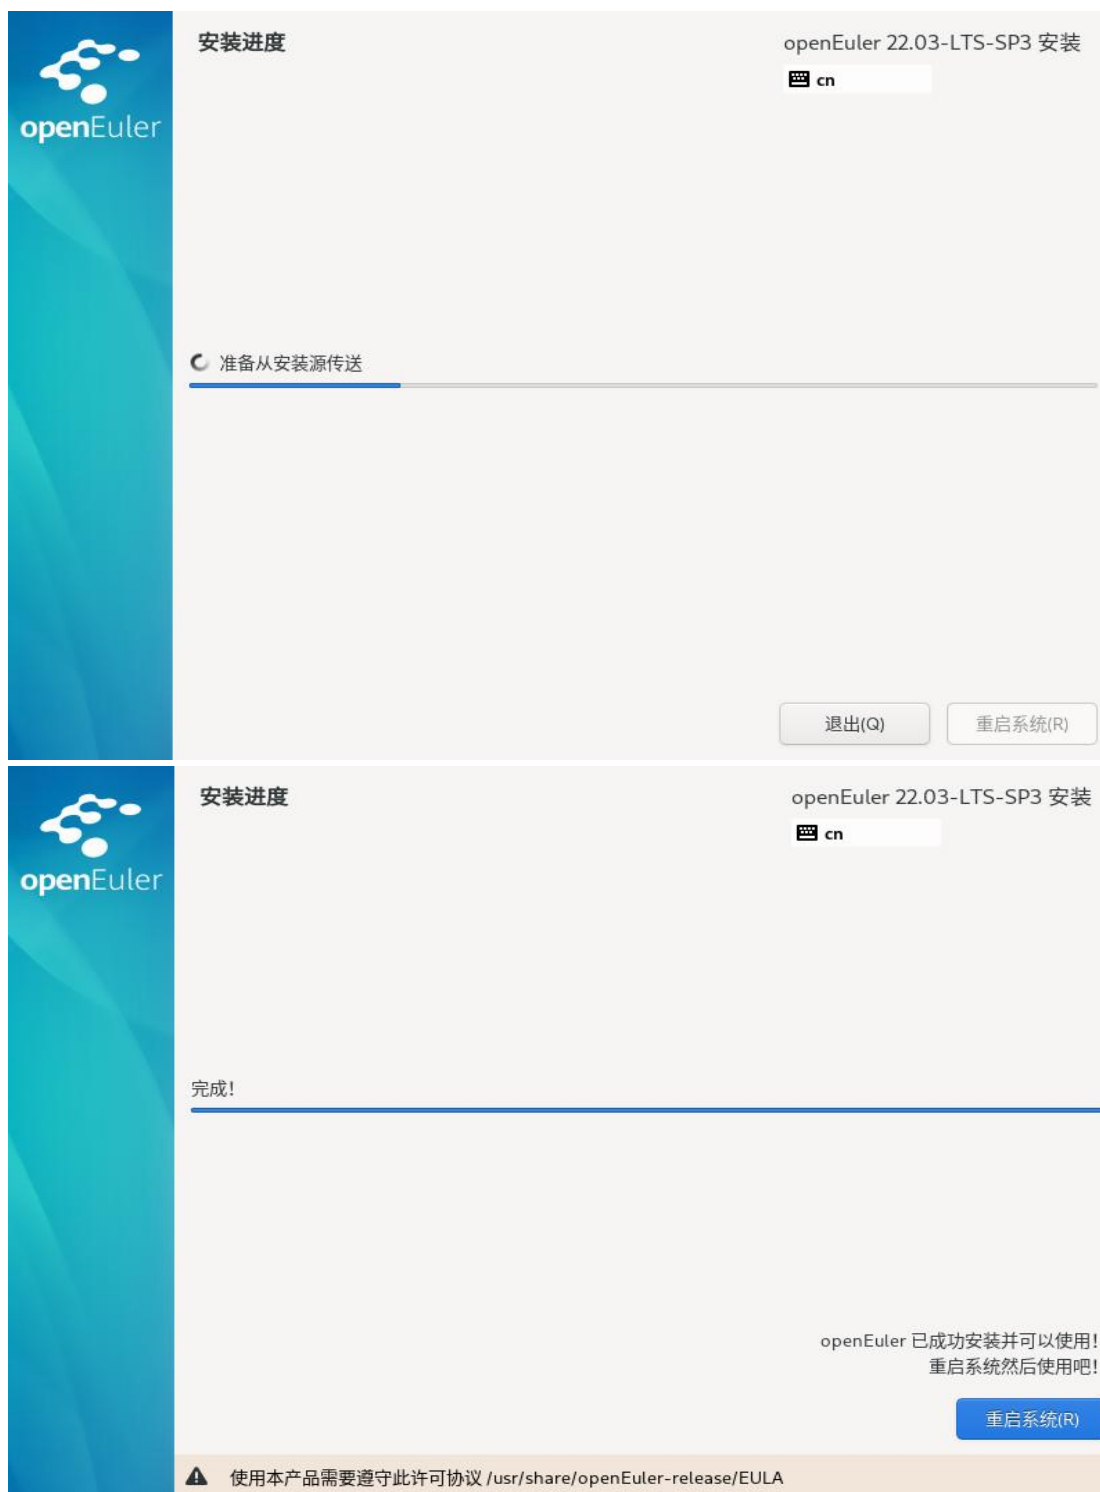 安装进度
openEuler 22.03-LTS-SP3 安装
cn
openEuler
准备从安装源传送
退出(Q)
重启系统(R)
安装进度
openEuler 22.03-LTS-SP3 安装
cn
openEuler
完成!
openEuler 已成功安装并可以使用!
重启系统然后使用吧!
重启系统(R)
使用本产品需要遵守此许可协议 /usr/share/openEuler-release/EULA